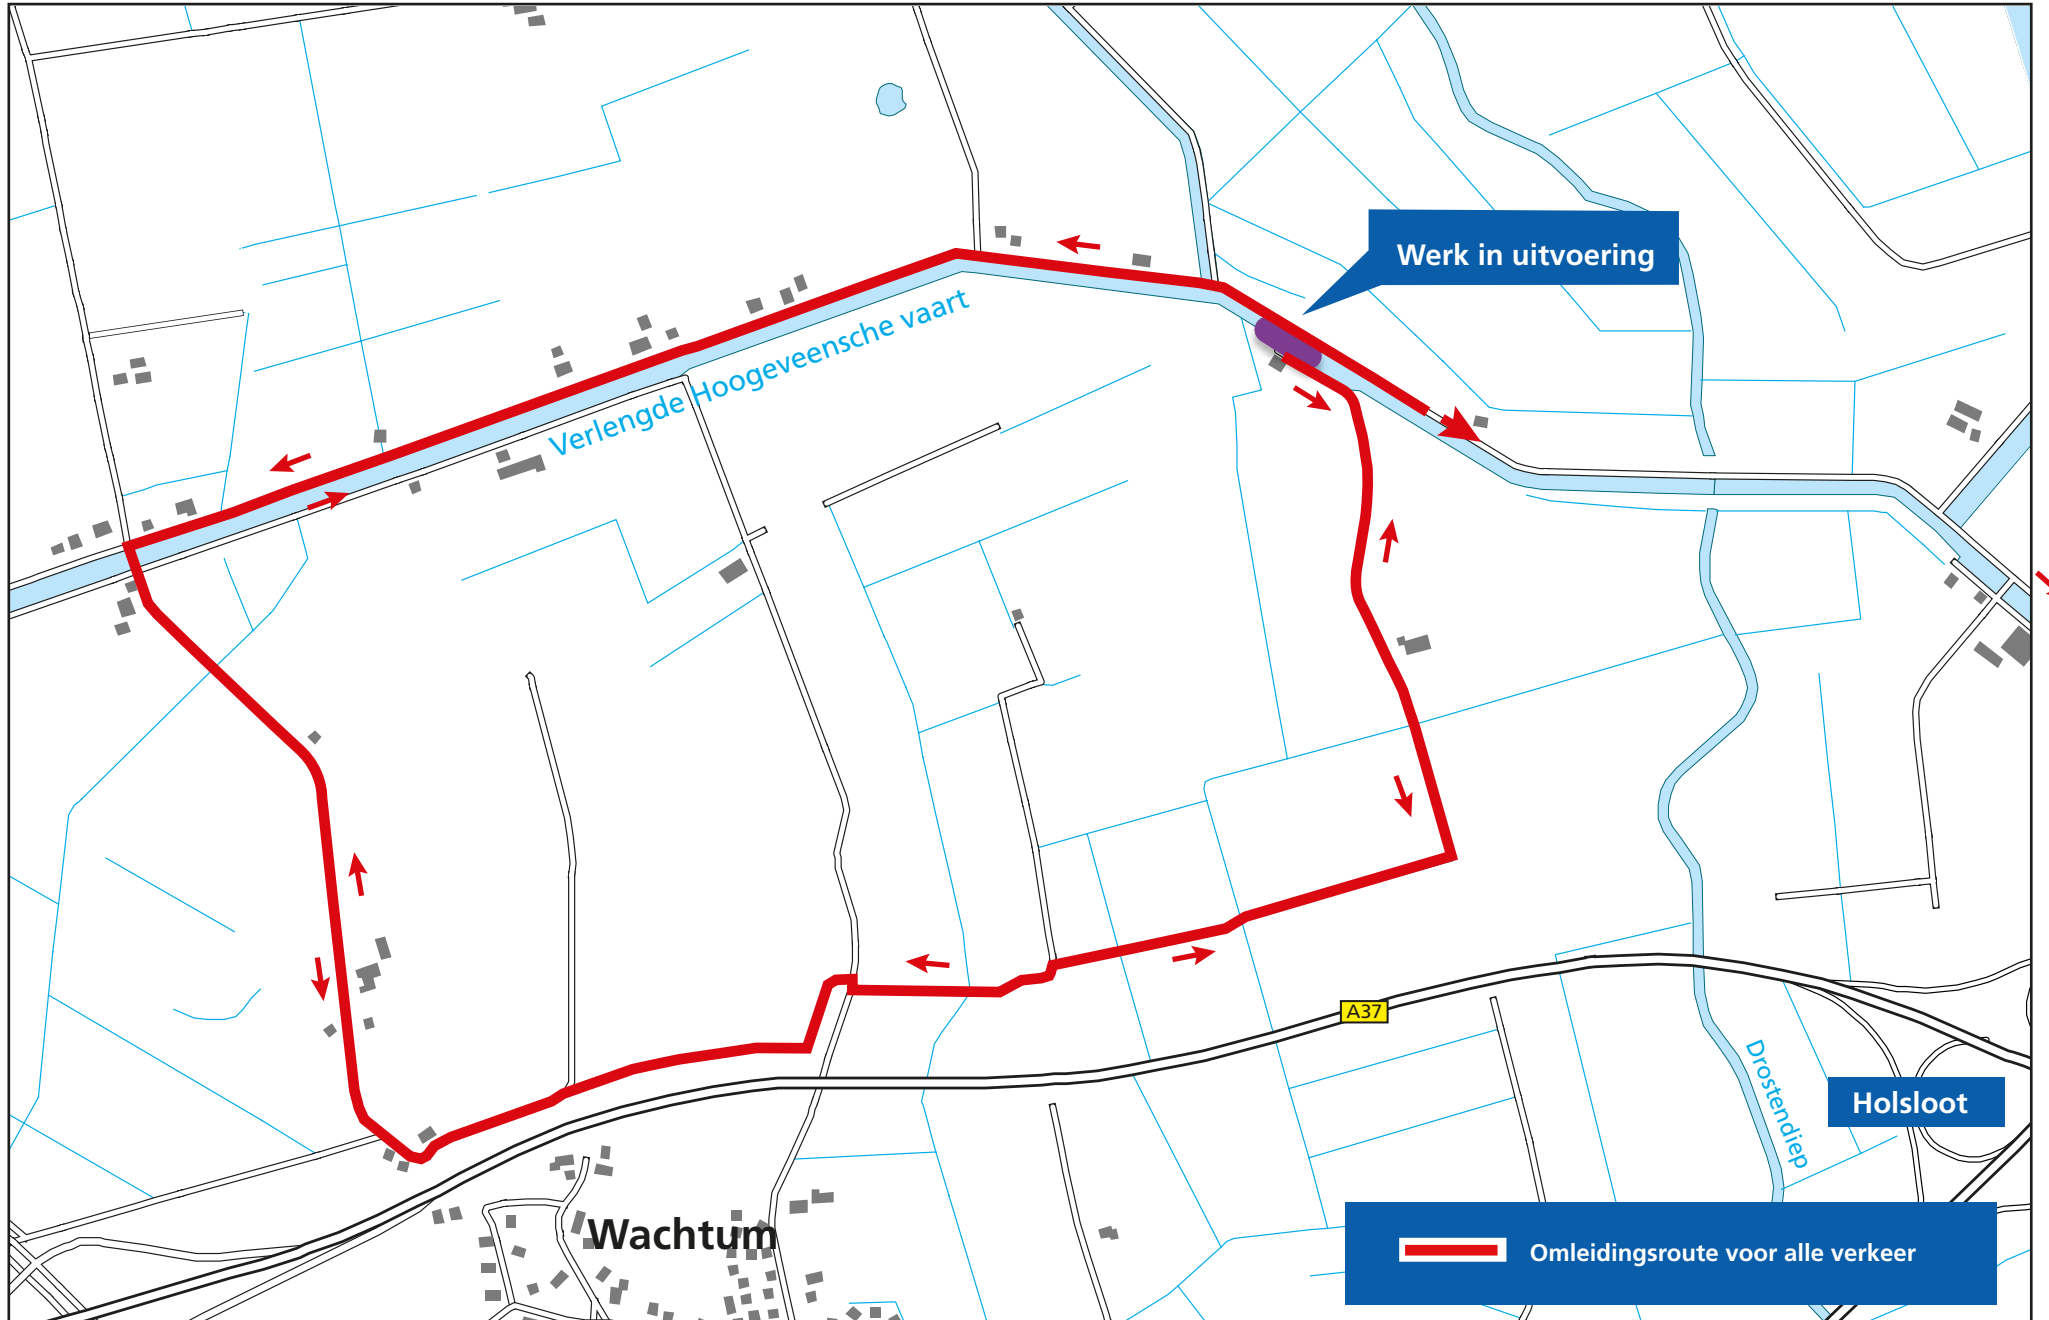 Werk in uitvoering
Verlengde Hoogeveensche vaart
A37
Drostendiep
Holsloot
Wachtum
Omleidingsroute voor alle verkeer